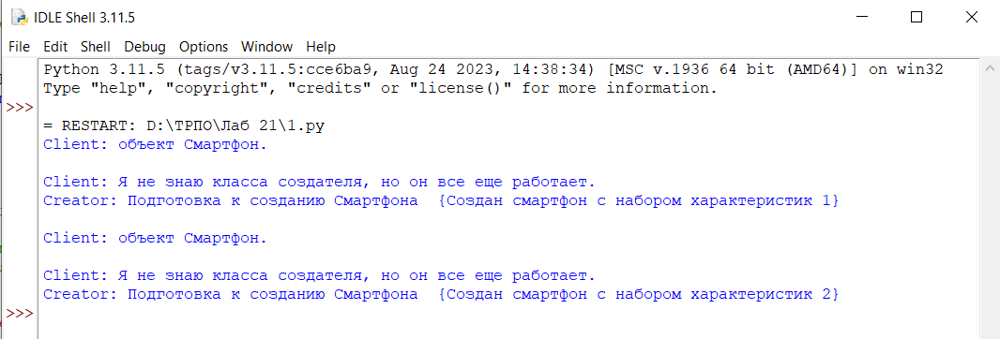 IDLE Shell 3.11.5
File Edit Shell Debug Options Window Help
Python 3.11.5 (tags/v3.11.5:cce6ba9, Aug 24 2023, 14:38:34) [MSC v.1936 64 bit (AMD64)] on win32
Type "help", "copyright", "credits" or "license()" for more information.
>>>
= RESTART: D:\ТРПО\Лаб 21\1.py
Client: объект Смартфон.
Client: Я не знаю класса создателя, но он все еще работает.
Creator: Подготовка к созданию Смартфона  {Создан смартфон с набором характеристик 1}
Client: объект Смартфон.
Client: Я не знаю класса создателя, но он все еще работает.
Creator: Подготовка к созданию Смартфона  {Создан смартфон с набором характеристик 2}
>>>